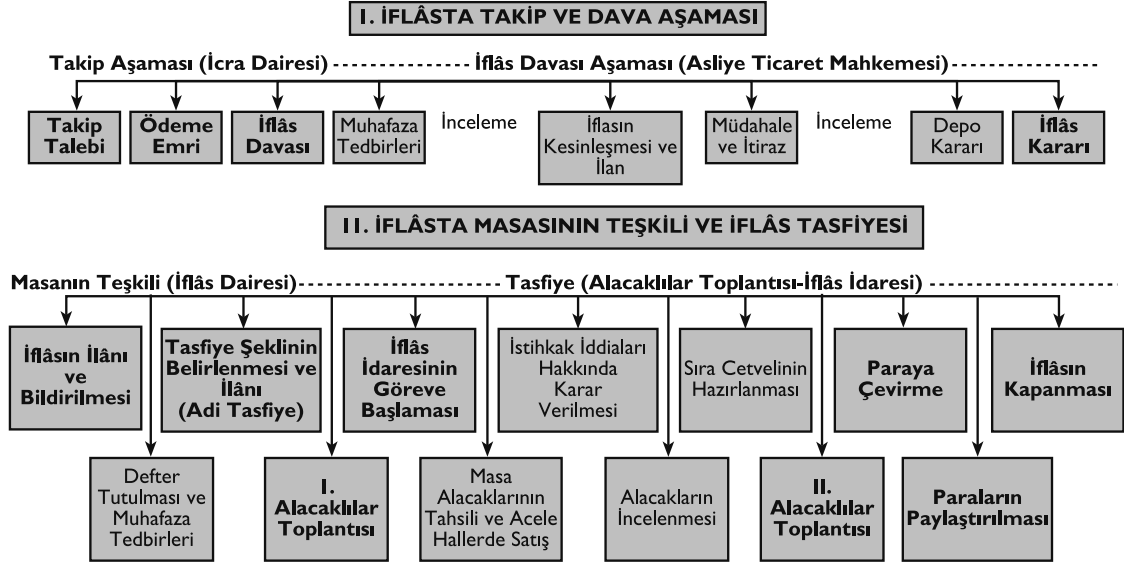 I. İFLÂSTA TAKİP VE DAVA AŞAMASI
Takip Aşaması (İcra Dairesi)
İflâs Davası Aşaması (Asliye Ticaret Mahkemesi)
Takip
Talebi
Ödeme
Emri
İflâs
Davası
Muhafaza
Tedbirleri
İnceleme
İflasın
Kesinleşmesi ve
İlan
Müdahale
ve İtiraz
İnceleme
Depo
Kararı
İflâs
Kararı
II. İFLÂSTA MASASININ TEŞKİLİ VE İFLÂS TASFİYESİ
Masanın Teşkili (İflâs Dairesi)
Tasfiye (Alacaklılar Toplantısı-İflâs İdaresi)
İflâsın İlânı
ve
Bildirilmesi
Tasfiye Şeklinin
Belirlenmesi ve
İlânı
(Adi Tasfiye)
İflâs
İdaresinin
Göreve
Başlaması
İstihkak İddiaları
Hakkında
Karar
Verilmesi
Sıra Cetvelinin
Hazırlanması
Paraya
Çevirme
İflâsın
Kapanması
Defter
Tutulması ve
Muhafaza
Tedbirleri
I.
Alacaklılar
Toplantısı
Masa
Alacaklarının
Tahsili ve Acele
Hallerde Satış
Alacakların
İncelenmesi
II.
Alacaklılar
Toplantısı
Paraların
Paylaştırılması